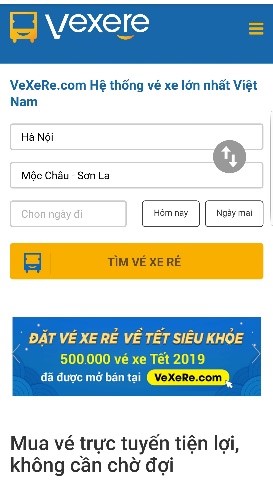 vexere
VeXeRe.com Hệ thống vé xe lớn nhất Việt
Nam
Hà Nội
Mộc Châu - Sơn La
Chọn ngày đi
Hôm nay
Ngày mai
TÌM VÉ XE RẺ
ĐẶT VÉ XE RẺ VỀ TẾT SIÊU KHỎE
500.000 vé xe Tết 2019
đã được mở bán tại VeXeRe.com
Mua vé trực tuyến tiện lợi,
không cần chờ đợi